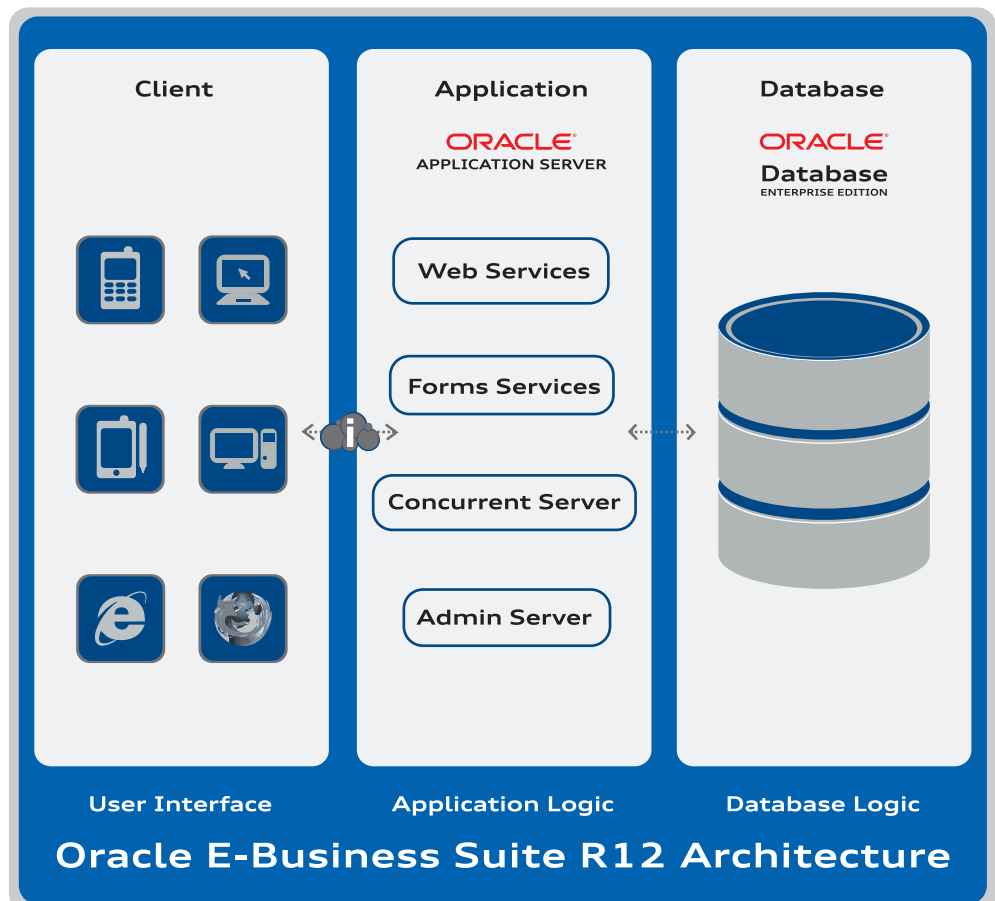 Client
Application
ORACLE®
APPLICATION SERVER
Web Services
Forms Services
i
Concurrent Server
Admin Server
Database
ORACLE®
Database
ENTERPRISE EDITION
User Interface
Application Logic
Database Logic
Oracle E-Business Suite R12 Architecture